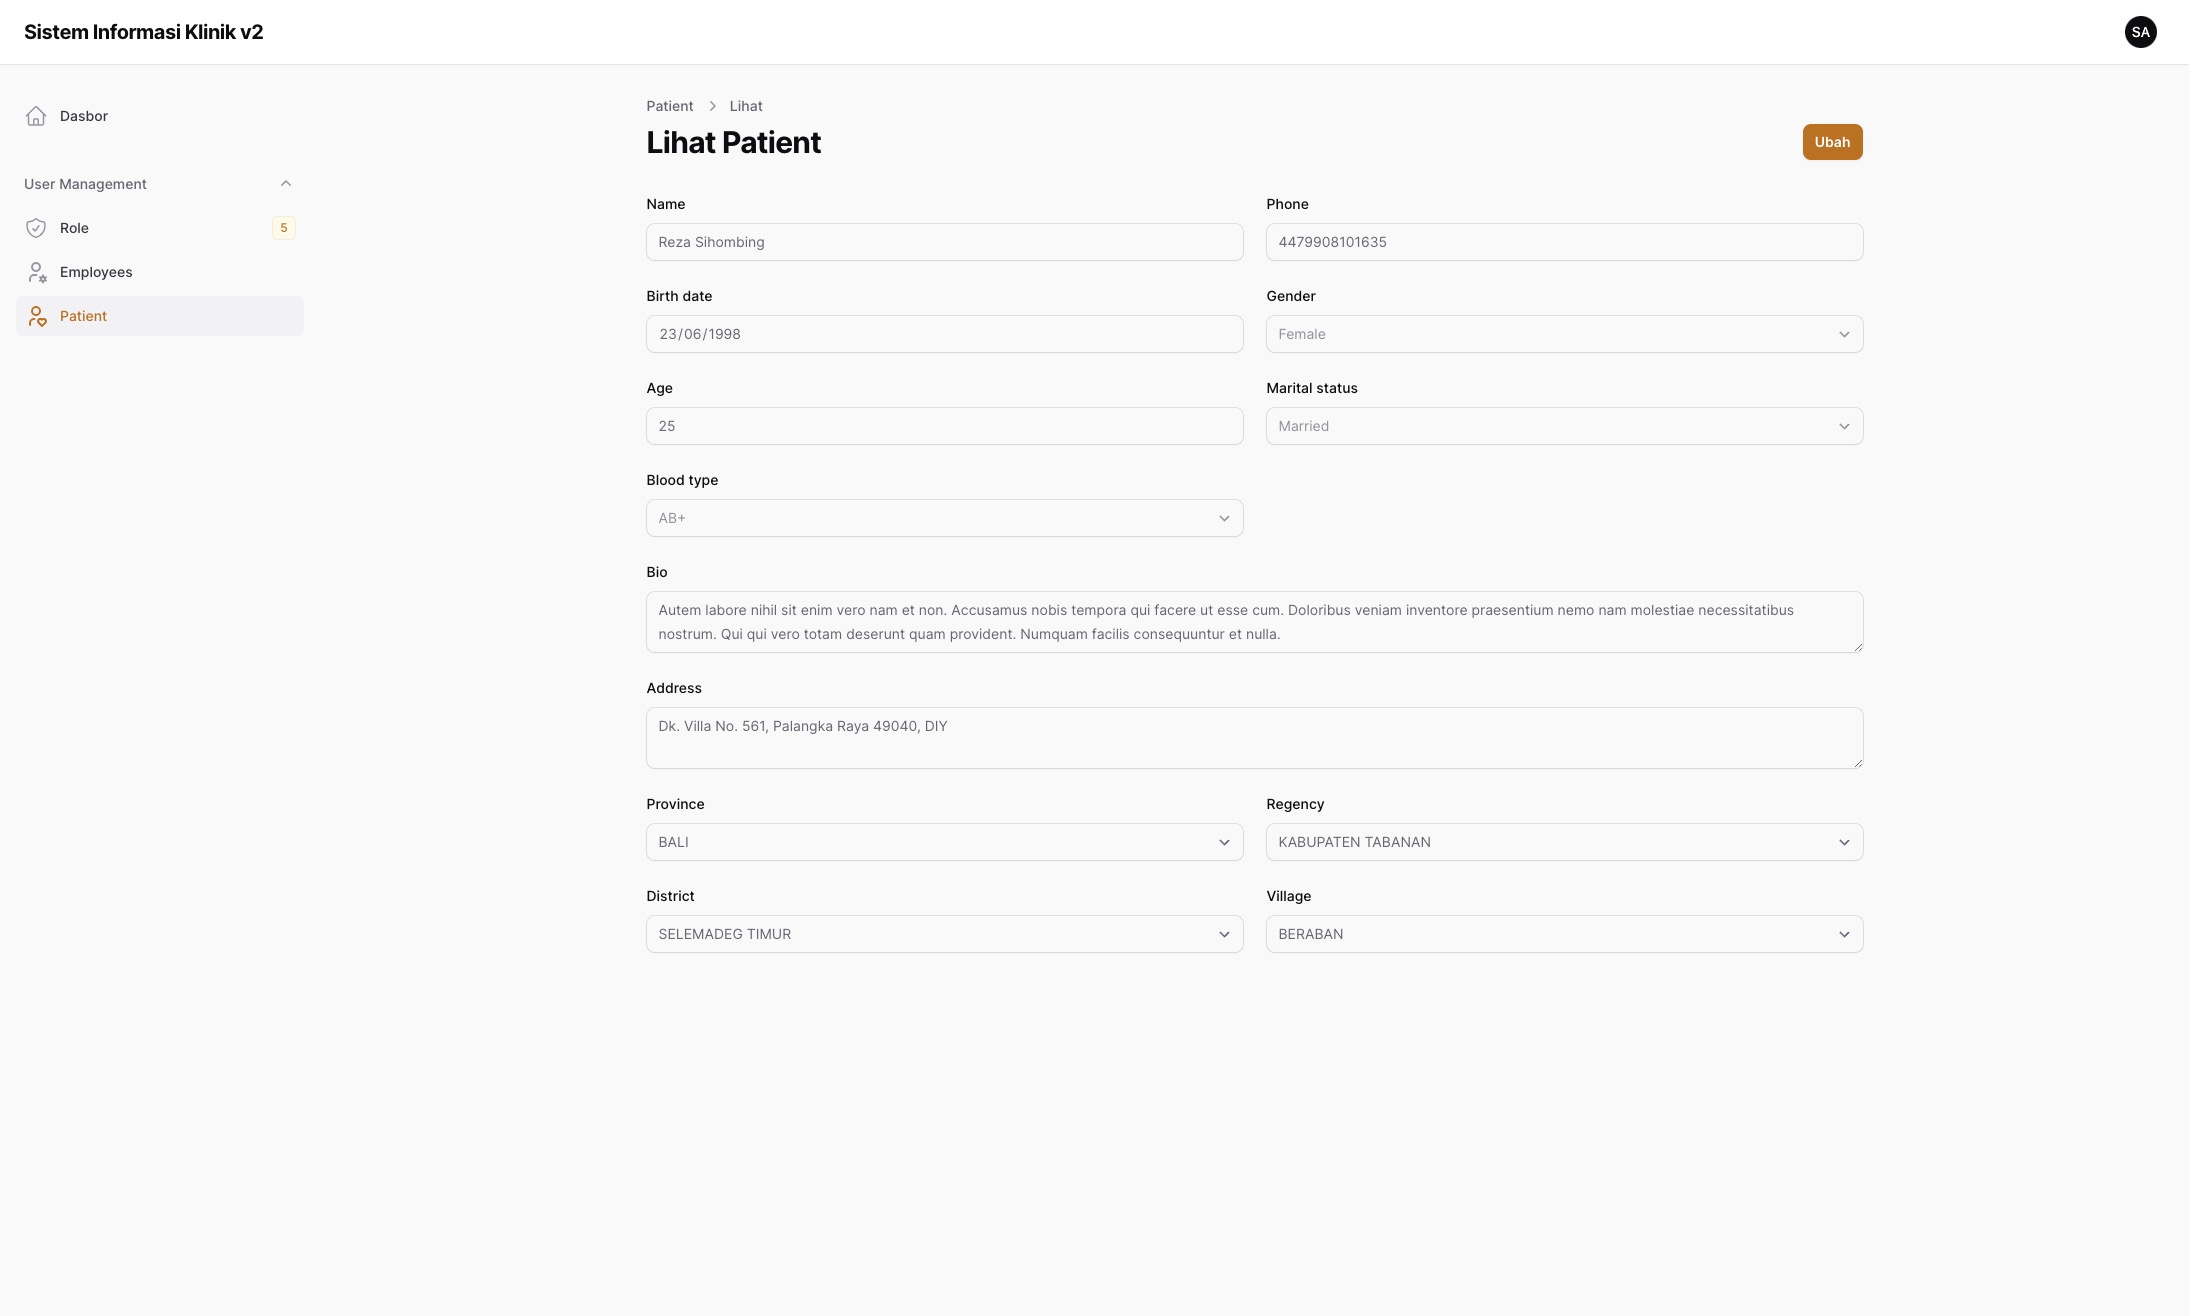 Sistem Informasi Klinik v2
SA
Dasbor
User Management
Role
5
Employees
Patient
Patient > Lihat
Lihat Patient
Ubah
Name
Reza Sihombing
Phone
4479908101635
Birth date
23/06/1998
Gender
Female
Age
25
Marital status
Married
Blood type
AB+
Bio
Autem labore nihil sit enim vero nam et non. Accusamus nobis tempora qui facere ut esse cum. Doloribus veniam inventore praesentium nemo nam molestiae necessitatibus
nostrum. Qui qui vero totam deserunt quam provident. Numquam facilis consequuntur et nulla.
Address
Dk. Villa No. 561, Palangka Raya 49040, DIY
Province
BALI
Regency
KABUPATEN TABANAN
District
SELEMADEG TIMUR
Village
BERABAN